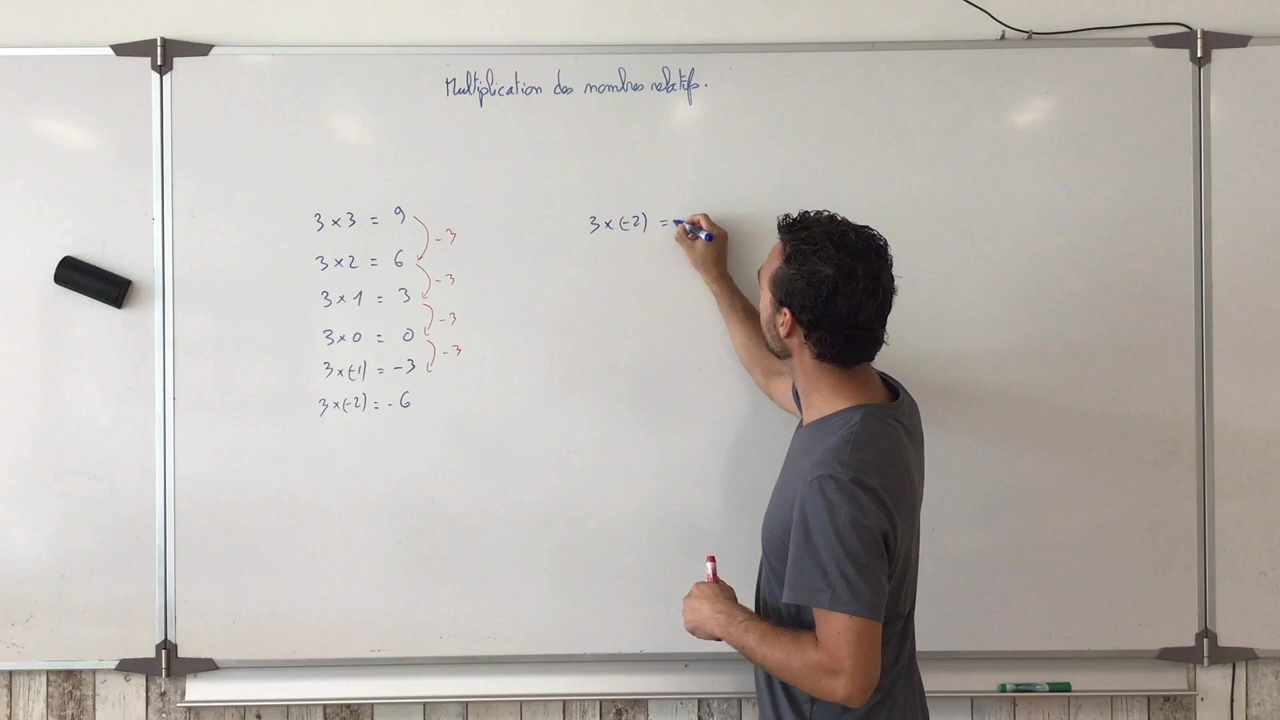 Multiplication des nombres relatifs.
3 × 3 = 9
-3
3 × 2 = 6
-3
3 × 1 = 3
-3
3 × 0 = 0
-3
3 × (-1) = -3
3 × (-2) = -6
3 × (-2) =